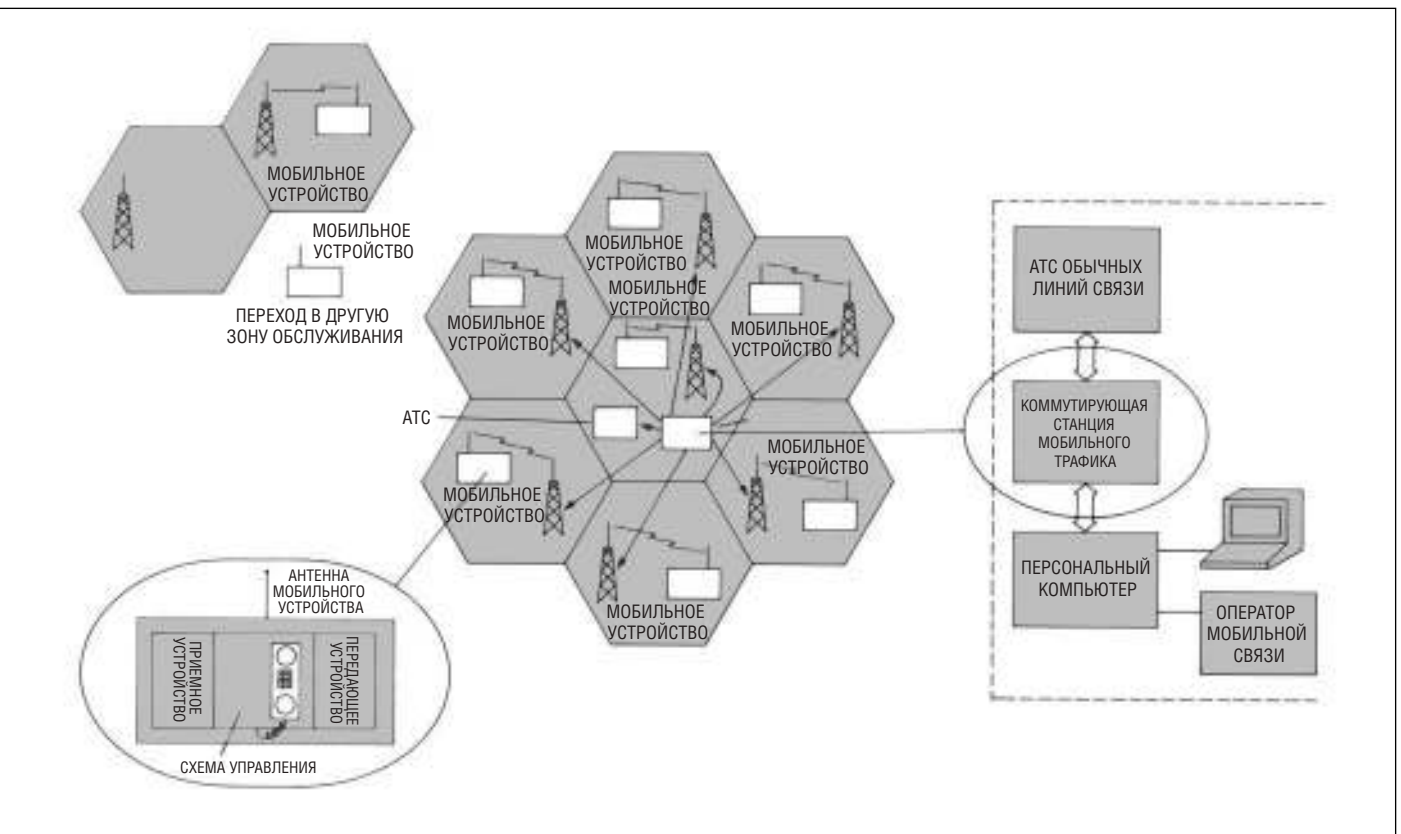 МОБИЛЬНОЕ
УСТРОЙСТВО
МОБИЛЬНОЕ
УСТРОЙСТВО
ПЕРЕХОД В ДРУГУЮ
ЗОНУ ОБСЛУЖИВАНИЯ
МОБИЛЬНОЕ
УСТРОЙСТВО
МОБИЛЬНОЕ
УСТРОЙСТВО
МОБИЛЬНОЕ
УСТРОЙСТВО
МОБИЛЬНОЕ
УСТРОЙСТВО
АТС
МОБИЛЬНОЕ
УСТРОЙСТВО
МОБИЛЬНОЕ
УСТРОЙСТВО
МОБИЛЬНОЕ
УСТРОЙСТВО
АТС ОБЫЧНЫХ
ЛИНИЙ СВЯЗИ
КОММУТИРУЮЩАЯ
СТАНЦИЯ
МОБИЛЬНОГО
ТРАФИКА
ПЕРСОНАЛЬНЫЙ
КОМПЬЮТЕР
ОПЕРАТОР
МОБИЛЬНОЙ
СВЯЗИ
АНТЕННА
МОБИЛЬНОГО
УСТРОЙСТВА
ПРИЕМНОЕ
УСТРОЙСТВО
ПЕРЕДАЮЩЕЕ
УСТРОЙСТВО
СХЕМА УПРАВЛЕНИЯ